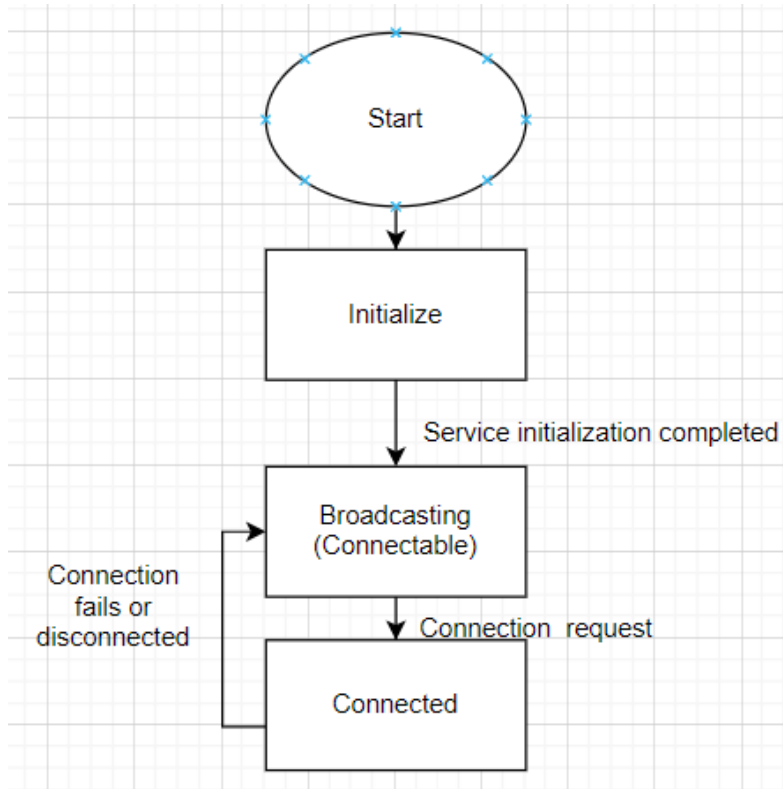 Start
Initialize
Service initialization completed
Broadcasting
(Connectable)
Connection
fails or
disconnected
Connection request
Connected